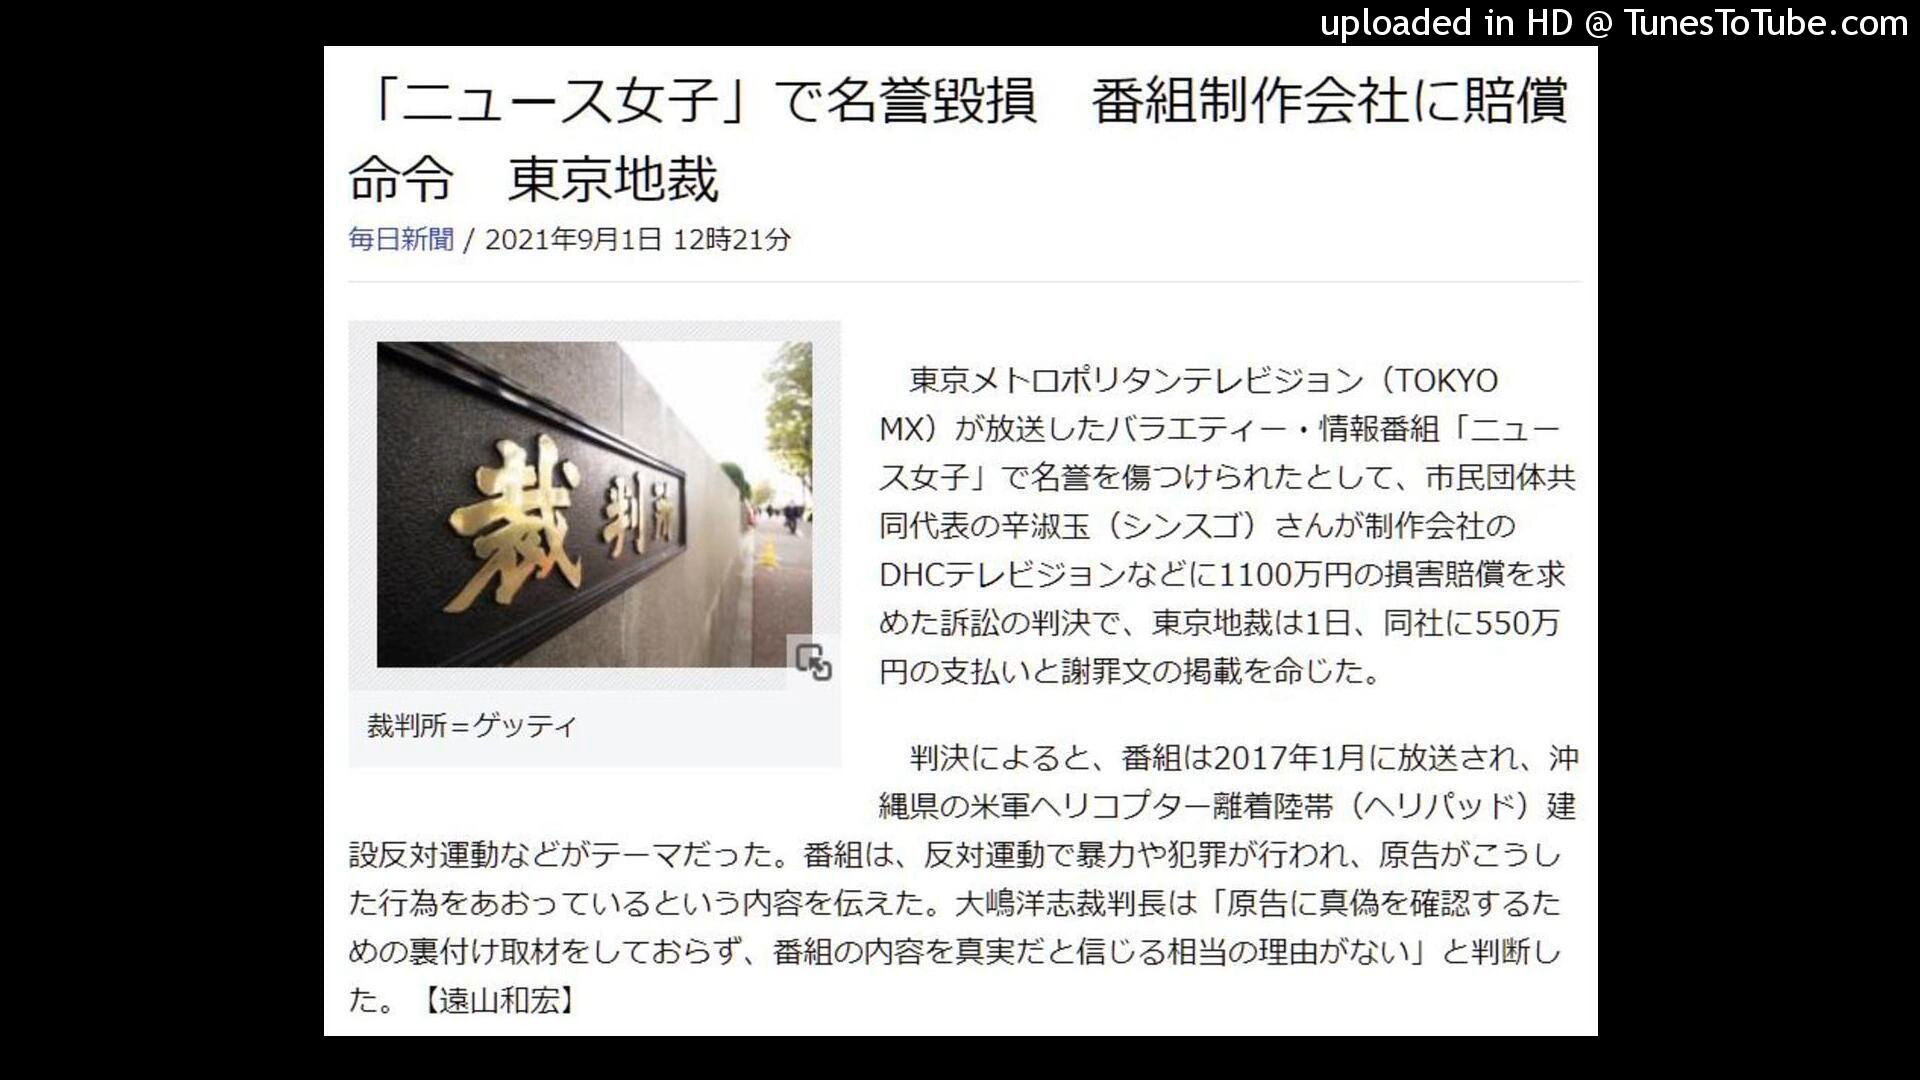 uploaded in HD @ TunesToTube.com
「ニュース女子」で名誉毀損　番組制作会社に賠償
命令　東京地裁
毎日新聞 / 2021年9月1日 12時21分
裁判所
裁判所＝ゲッティ
東京メトロポリタンテレビジョン（TOKYO
MX）が放送したバラエティー・情報番組「ニュー
ス女子」で名誉を傷つけられたとして、市民団体共
同代表の辛淑玉（シンスゴ）さんが制作会社の
DHCテレビジョンなどに1100万円の損害賠償を求
めた訴訟の判決で、東京地裁は1日、同社に550万
円の支払いと謝罪文の掲載を命じた。
判決によると、番組は2017年1月に放送され、沖
縄県の米軍ヘリコプター離着陸帯（ヘリパッド）建
設反対運動などがテーマだった。番組は、反対運動で暴力や犯罪が行われ、原告がこうし
た行為をあおっているという内容を伝えた。大嶋洋志裁判長は「原告に真偽を確認するた
めの裏付け取材をしておらず、番組の内容を真実だと信じる相当の理由がない」と判断し
た。【遠山和宏】